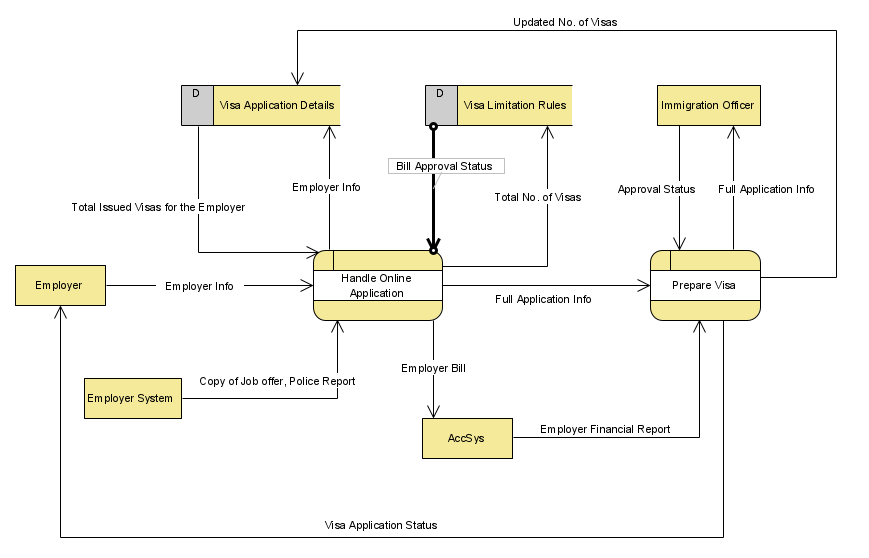 Updated No. of Visas
D
Visa Application Details
D
Visa Limitation Rules
Immigration Officer
Bill Approval Status
Employer Info
Approval Status
Full Application Info
Total No. of Visas
Total Issued Visas for the Employer
Handle Online
Application
Employer
Employer Info
Prepare Visa
Full Application Info
Employer Bill
Copy of Job offer, Police Report
Employer System
Employer Financial Report
AccSys
Visa Application Status